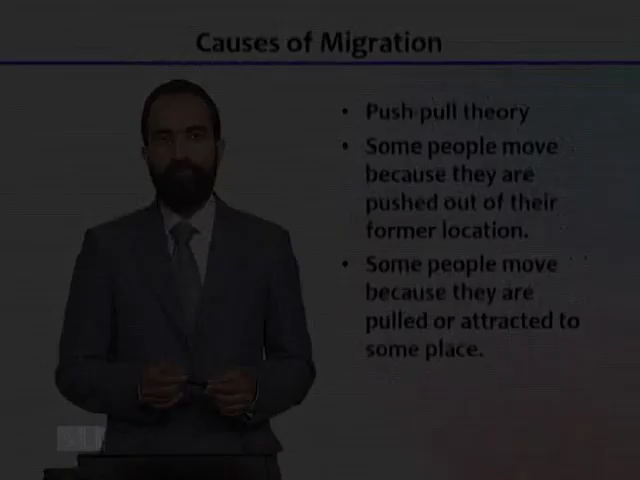 Causes of Migration
• Push pull theory
• Some people move
because they are
pushed out of their
former location.
• Some people move
because they are
pulled or attracted to
some place.